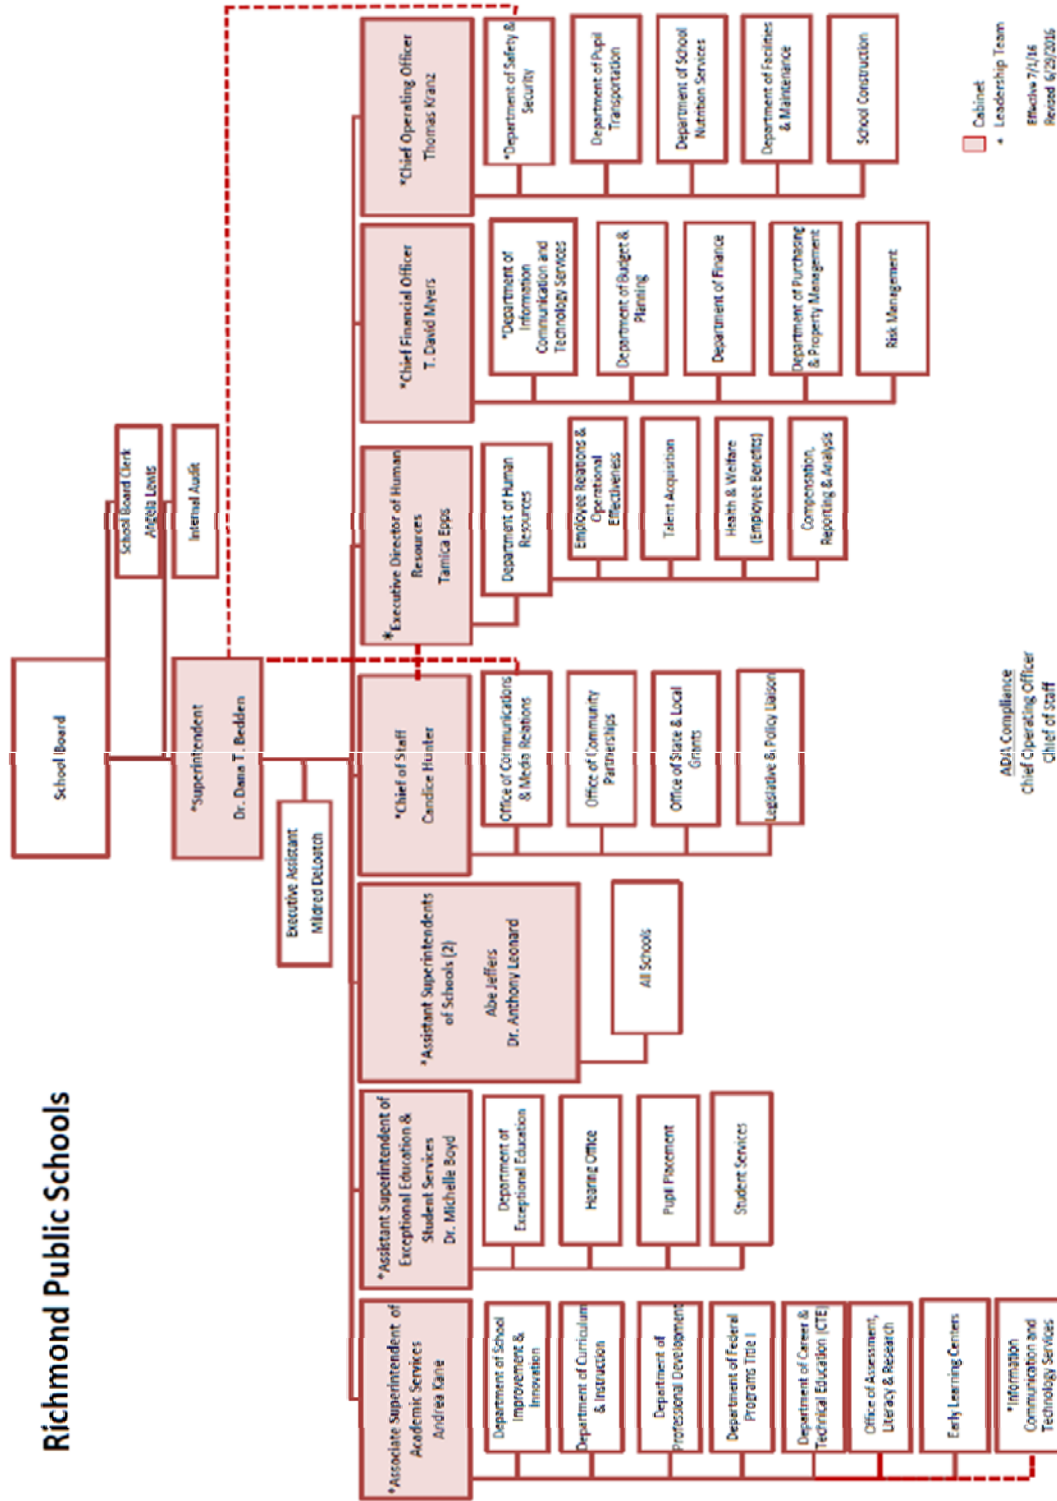 Richmond Public Schools
School Board
School Board Clerk
Angela Lewis
Internal Audit
*Superintendent
Dr. Dana T. Bedden
Executive Assistant
Mildred DeLoatch
*Associate Superintendent of
Academic Services
Andrea Kane
Department of School
Improvement &
Innovation
Department of Curriculum
& Instruction
Department of
Professional Development
Department of Federal
Programs Title I
Department of Career &
Technical Education (CTE)
Office of Assessment,
Literacy & Research
Early Learning Centers
*Information
Communication and
Technology Services
*Assistant Superintendent of
Exceptional Education &
Student Services
Dr. Michelle Boyd
Department of
Exceptional Education
Hearing Office
Pupil Placement
Student Services
*Assistant Superintendents
of Schools (2)
Abe Jeffers
Dr. Anthony Leonard
All Schools
*Chief of Staff
Candice Hunter
Office of Communications
& Media Relations
Office of Community
Partnerships
Office of State & Local
Grants
Legislative & Policy Liaison
*Executive Director of Human
Resources
Tamica Epps
Department of Human
Resources
Employee Relations &
Operational
Effectiveness
Talent Acquisition
Health & Welfare
(Employee Benefits)
Compensation,
Reporting & Analysis
*Chief Financial Officer
T. David Myers
*Department of
Information
Communication and
Technology Services
Department of Budget &
Planning
Department of Finance
Department of Purchasing
& Property Management
Risk Management
*Chief Operating Officer
Thomas Kranz
*Department of Safety &
Security
Department of Pupil
Transportation
Department of School
Nutrition Services
Department of Facilities
& Maintenance
School Construction
ADA Compliance
Chief Operating Officer
Chief of Staff
Cabinet
* Leadership Team
Effective 7/1/16
Revised 6/29/2016